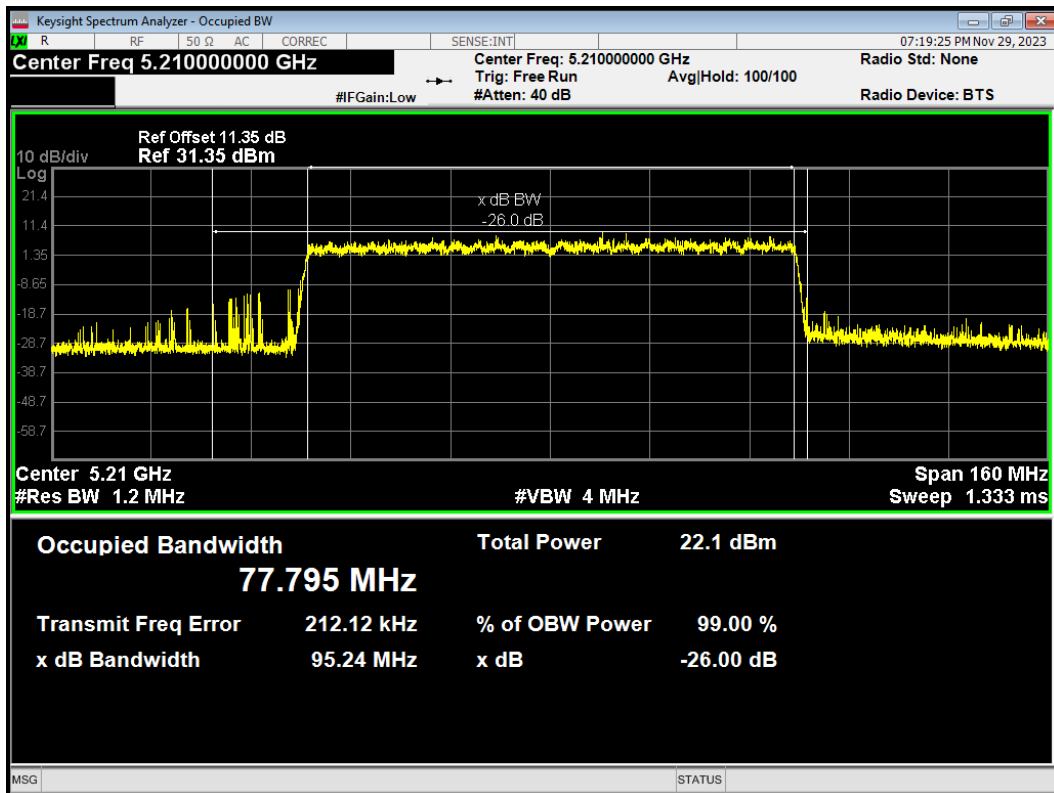 Keysight Spectrum Analyzer - Occupied BW
LXI R RF 50 Ω AC CORREC SENSE:INT 07:19:25 PM Nov 29, 2023
Center Freq 5.210000000 GHz Center Freq: 5.210000000 GHz Radio Std: None
Trig: Free Run Avg|Hold: 100/100
#IFGain:Low #Atten: 40 dB Radio Device: BTS
Ref Offset 11.35 dB
10 dB/div Ref 31.35 dBm
Log
21.4
x dB BW
-26.0 dB
11.4
1.35
-8.65
-18.7
-28.7
-38.7
-48.7
-58.7
Center 5.21 GHz Span 160 MHz
#Res BW 1.2 MHz #VBW 4 MHz Sweep 1.333 ms
Occupied Bandwidth Total Power 22.1 dBm
77.795 MHz
Transmit Freq Error 212.12 kHz % of OBW Power 99.00 %
x dB Bandwidth 95.24 MHz x dB -26.00 dB
MSG STATUS